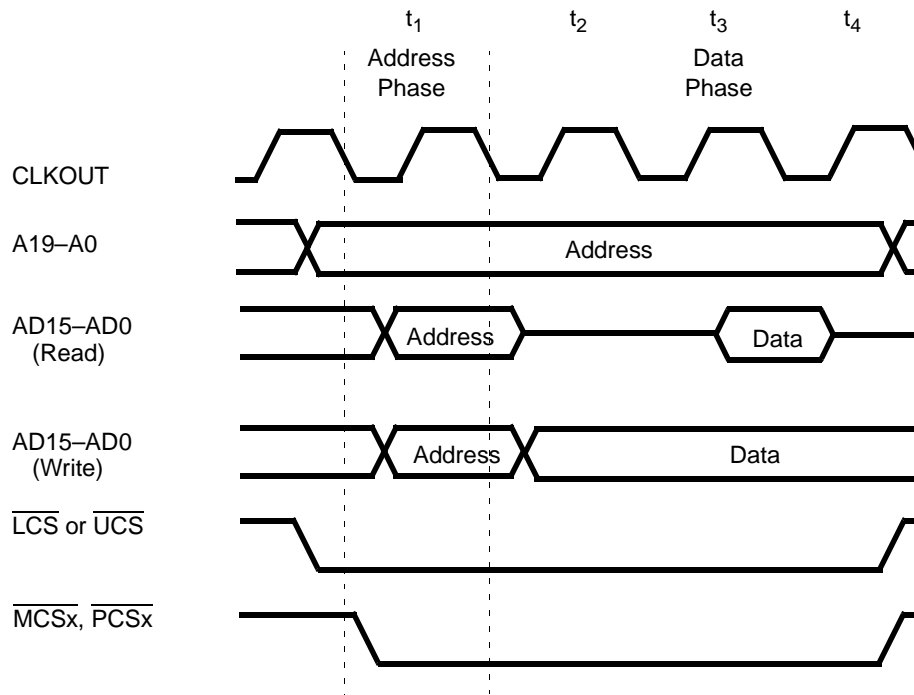 t1 t2 t3 t4
Address
Phase
Data
Phase
CLKOUT
A19–A0
Address
AD15–AD0
(Read)
Address
Data
AD15–AD0
(Write)
Address
Data
LCS or UCS
MCSx, PCSx